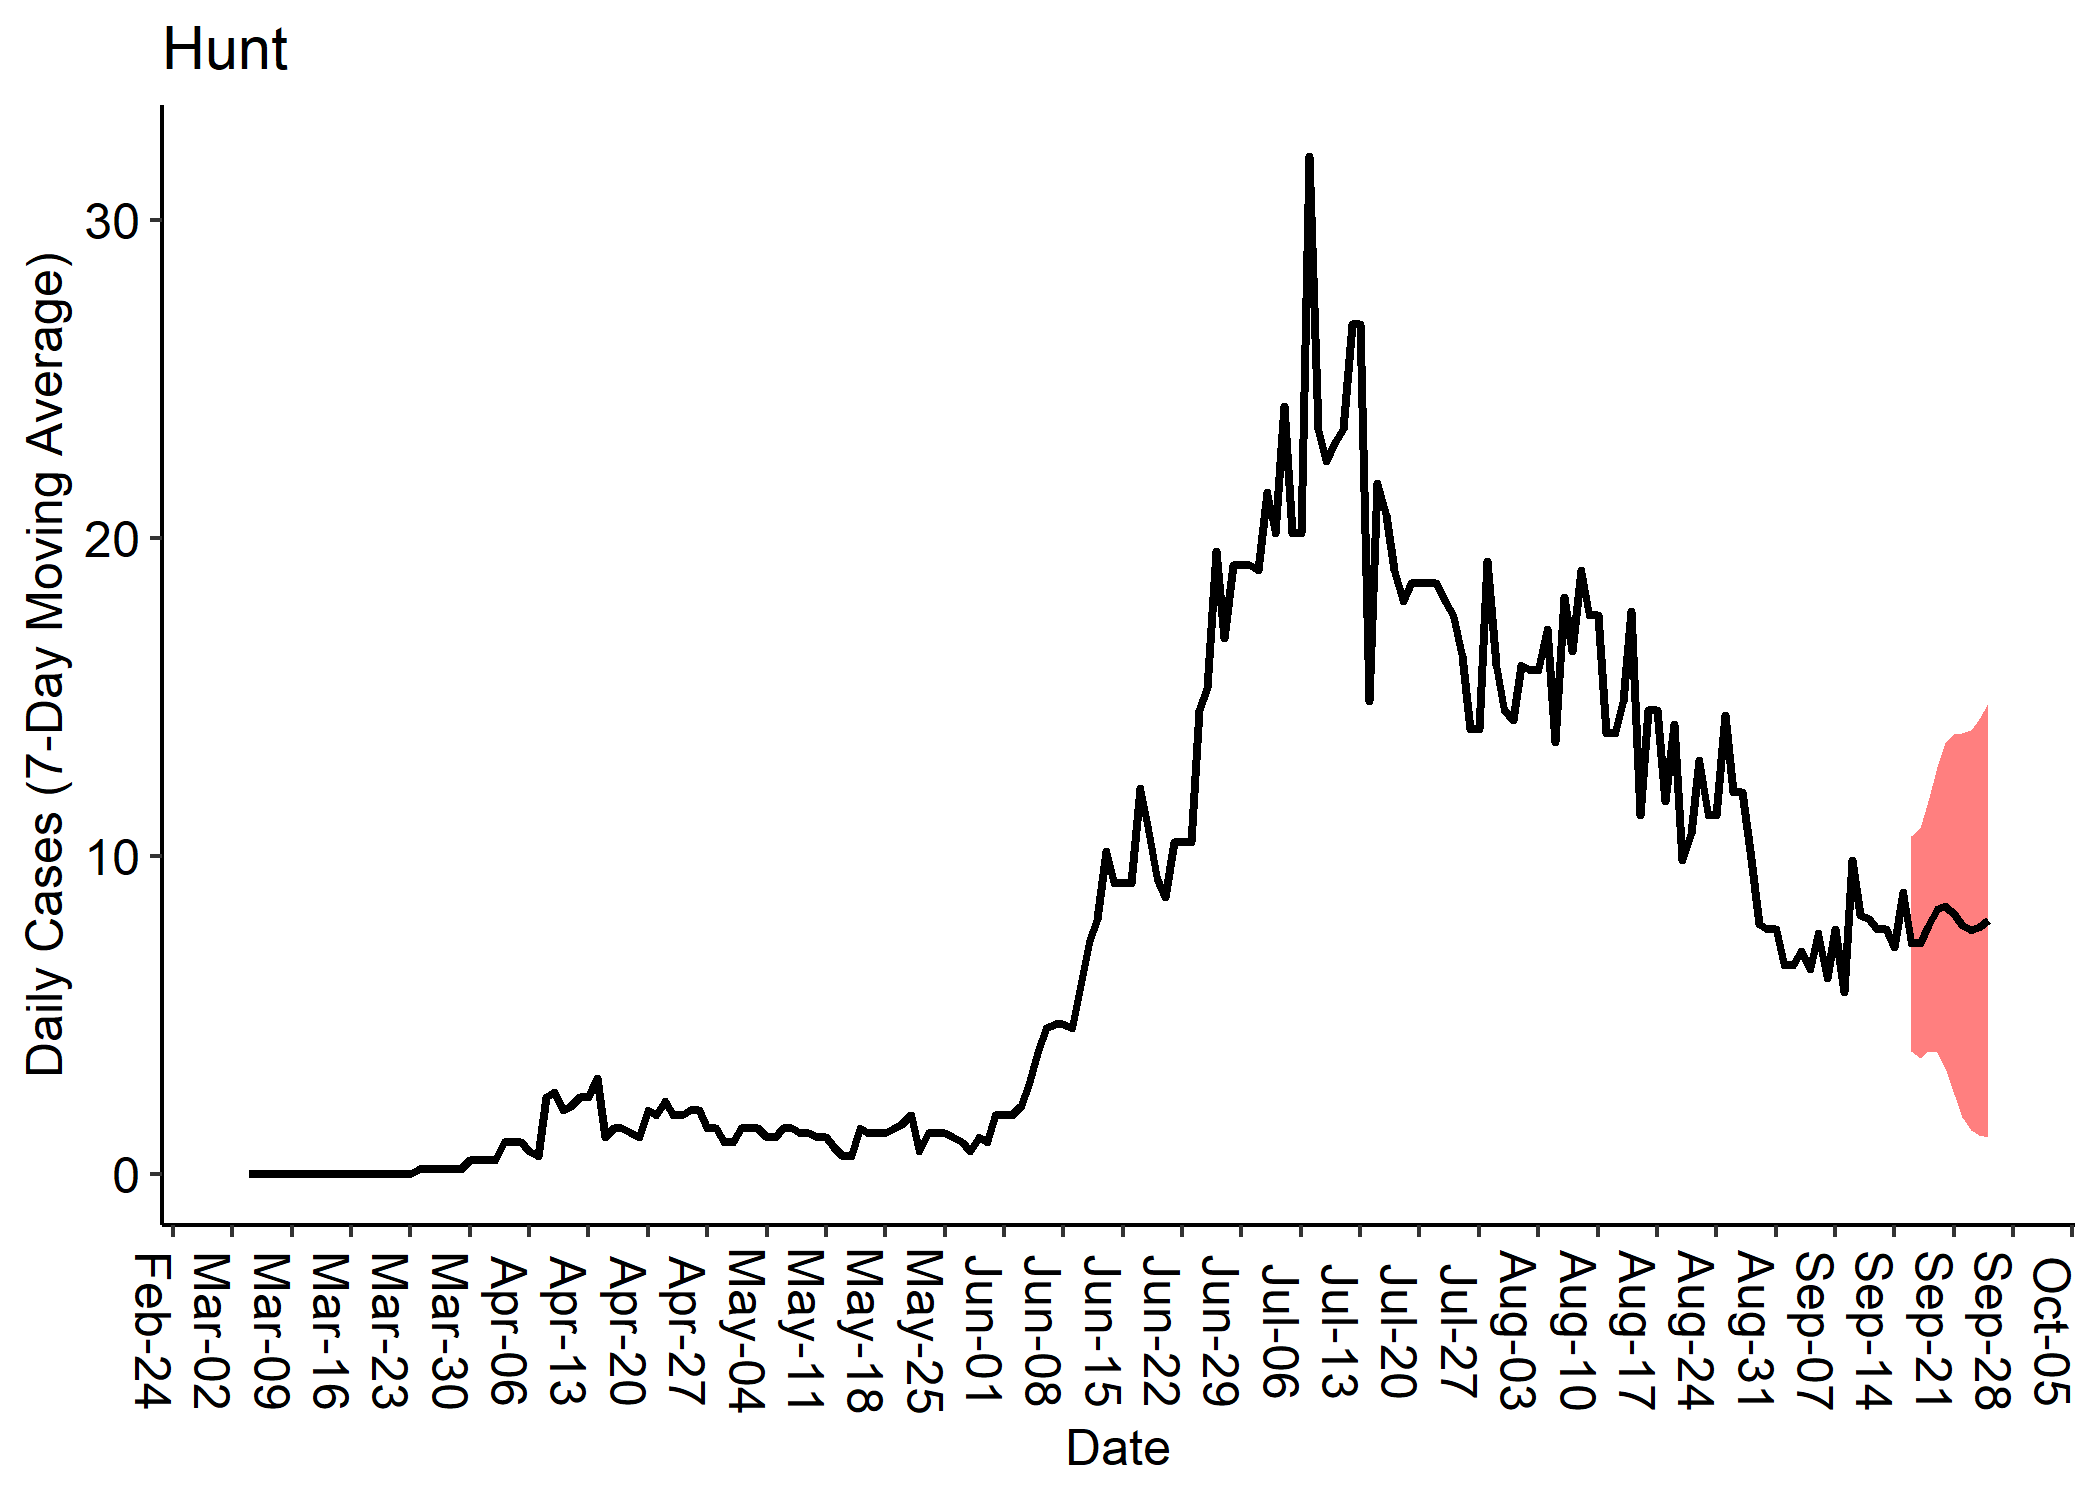 Hunt
Daily Cases (7-Day Moving Average)
30
20
10
0
Feb-24
Mar-02
Mar-09
Mar-16
Mar-23
Mar-30
Apr-06
Apr-13
Apr-20
Apr-27
May-04
May-11
May-18
May-25
Jun-01
Jun-08
Jun-15
Jun-22
Jun-29
Jul-06
Jul-13
Jul-20
Jul-27
Aug-03
Aug-10
Aug-17
Aug-24
Aug-31
Sep-07
Sep-14
Sep-21
Sep-28
Oct-05
Date